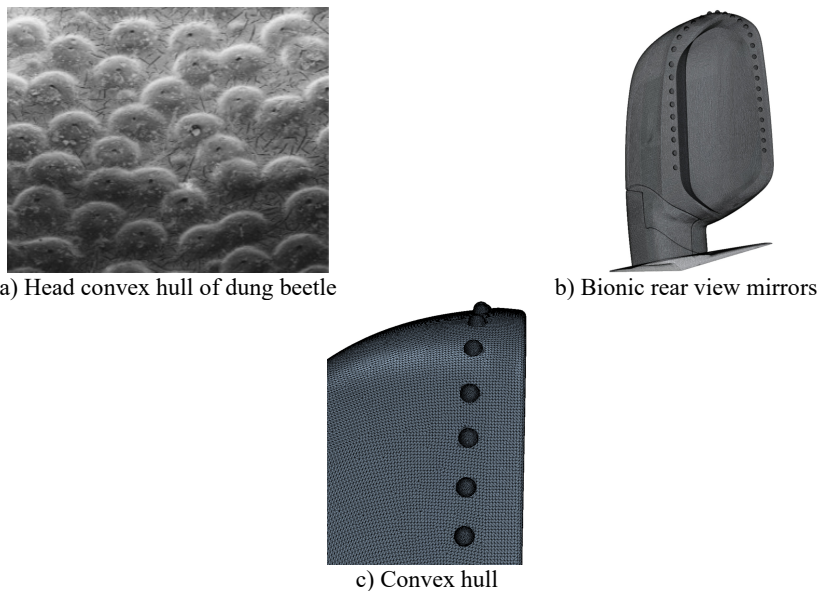 a) Head convex hull of dung beetle
b) Bionic rear view mirrors
c) Convex hull